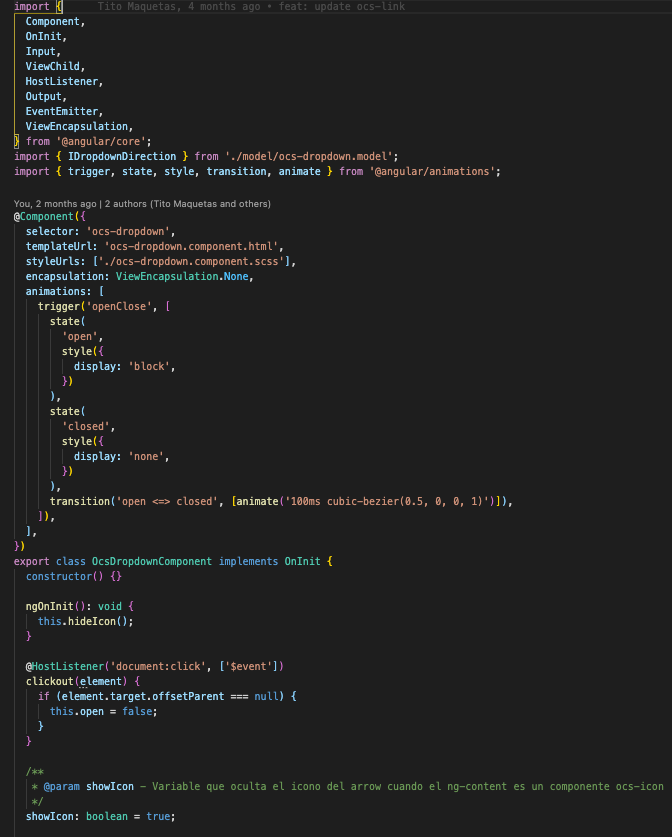 import {     Tito Maquetas, 4 months ago • feat: update ocs-link
  Component,
  OnInit,
  Input,
  ViewChild,
  HostListener,
  Output,
  EventEmitter,
  ViewEncapsulation,
} from '@angular/core';
import { IDropdownDirection } from './model/ocs-dropdown.model';
import { trigger, state, style, transition, animate } from '@angular/animations';

You, 2 months ago | 2 authors (Tito Maquetas and others)
@Component({
  selector: 'ocs-dropdown',
  templateUrl: 'ocs-dropdown.component.html',
  styleUrls: ['./ocs-dropdown.component.scss'],
  encapsulation: ViewEncapsulation.None,
  animations: [
    trigger('openClose', [
      state(
        'open',
        style({
          display: 'block',
        })
      ),
      state(
        'closed',
        style({
          display: 'none',
        })
      ),
      transition('open <=> closed', [animate('100ms cubic-bezier(0.5, 0, 0, 1)')]),
    ]),
  ],
})
export class OcsDropdownComponent implements OnInit {
  constructor() {}

  ngOnInit(): void {
    this.hideIcon();
  }

  @HostListener('document:click', ['$event'])
  clickout(element) {
    if (element.target.offsetParent === null) {
      this.open = false;
    }
  }

  /**
   * @param showIcon - Variable que oculta el icono del arrow cuando el ng-content es un componente ocs-icon
   */
  showIcon: boolean = true;